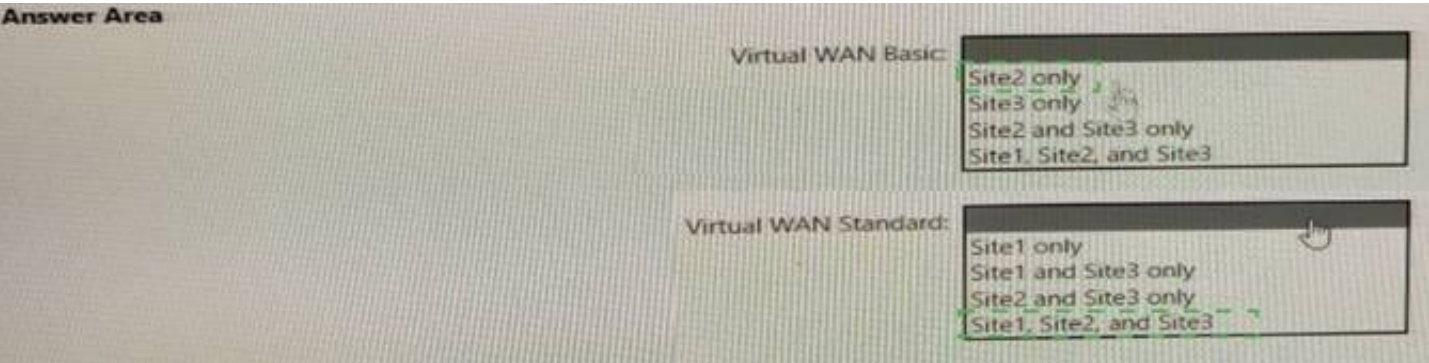 Answer Area
Virtual WAN Basic:
Site2 only
Site3 only
Site2 and Site3 only
Site1, Site2, and Site3
Virtual WAN Standard:
Site1 only
Site1 and Site3 only
Site2 and Site3 only
Site1, Site2, and Site3